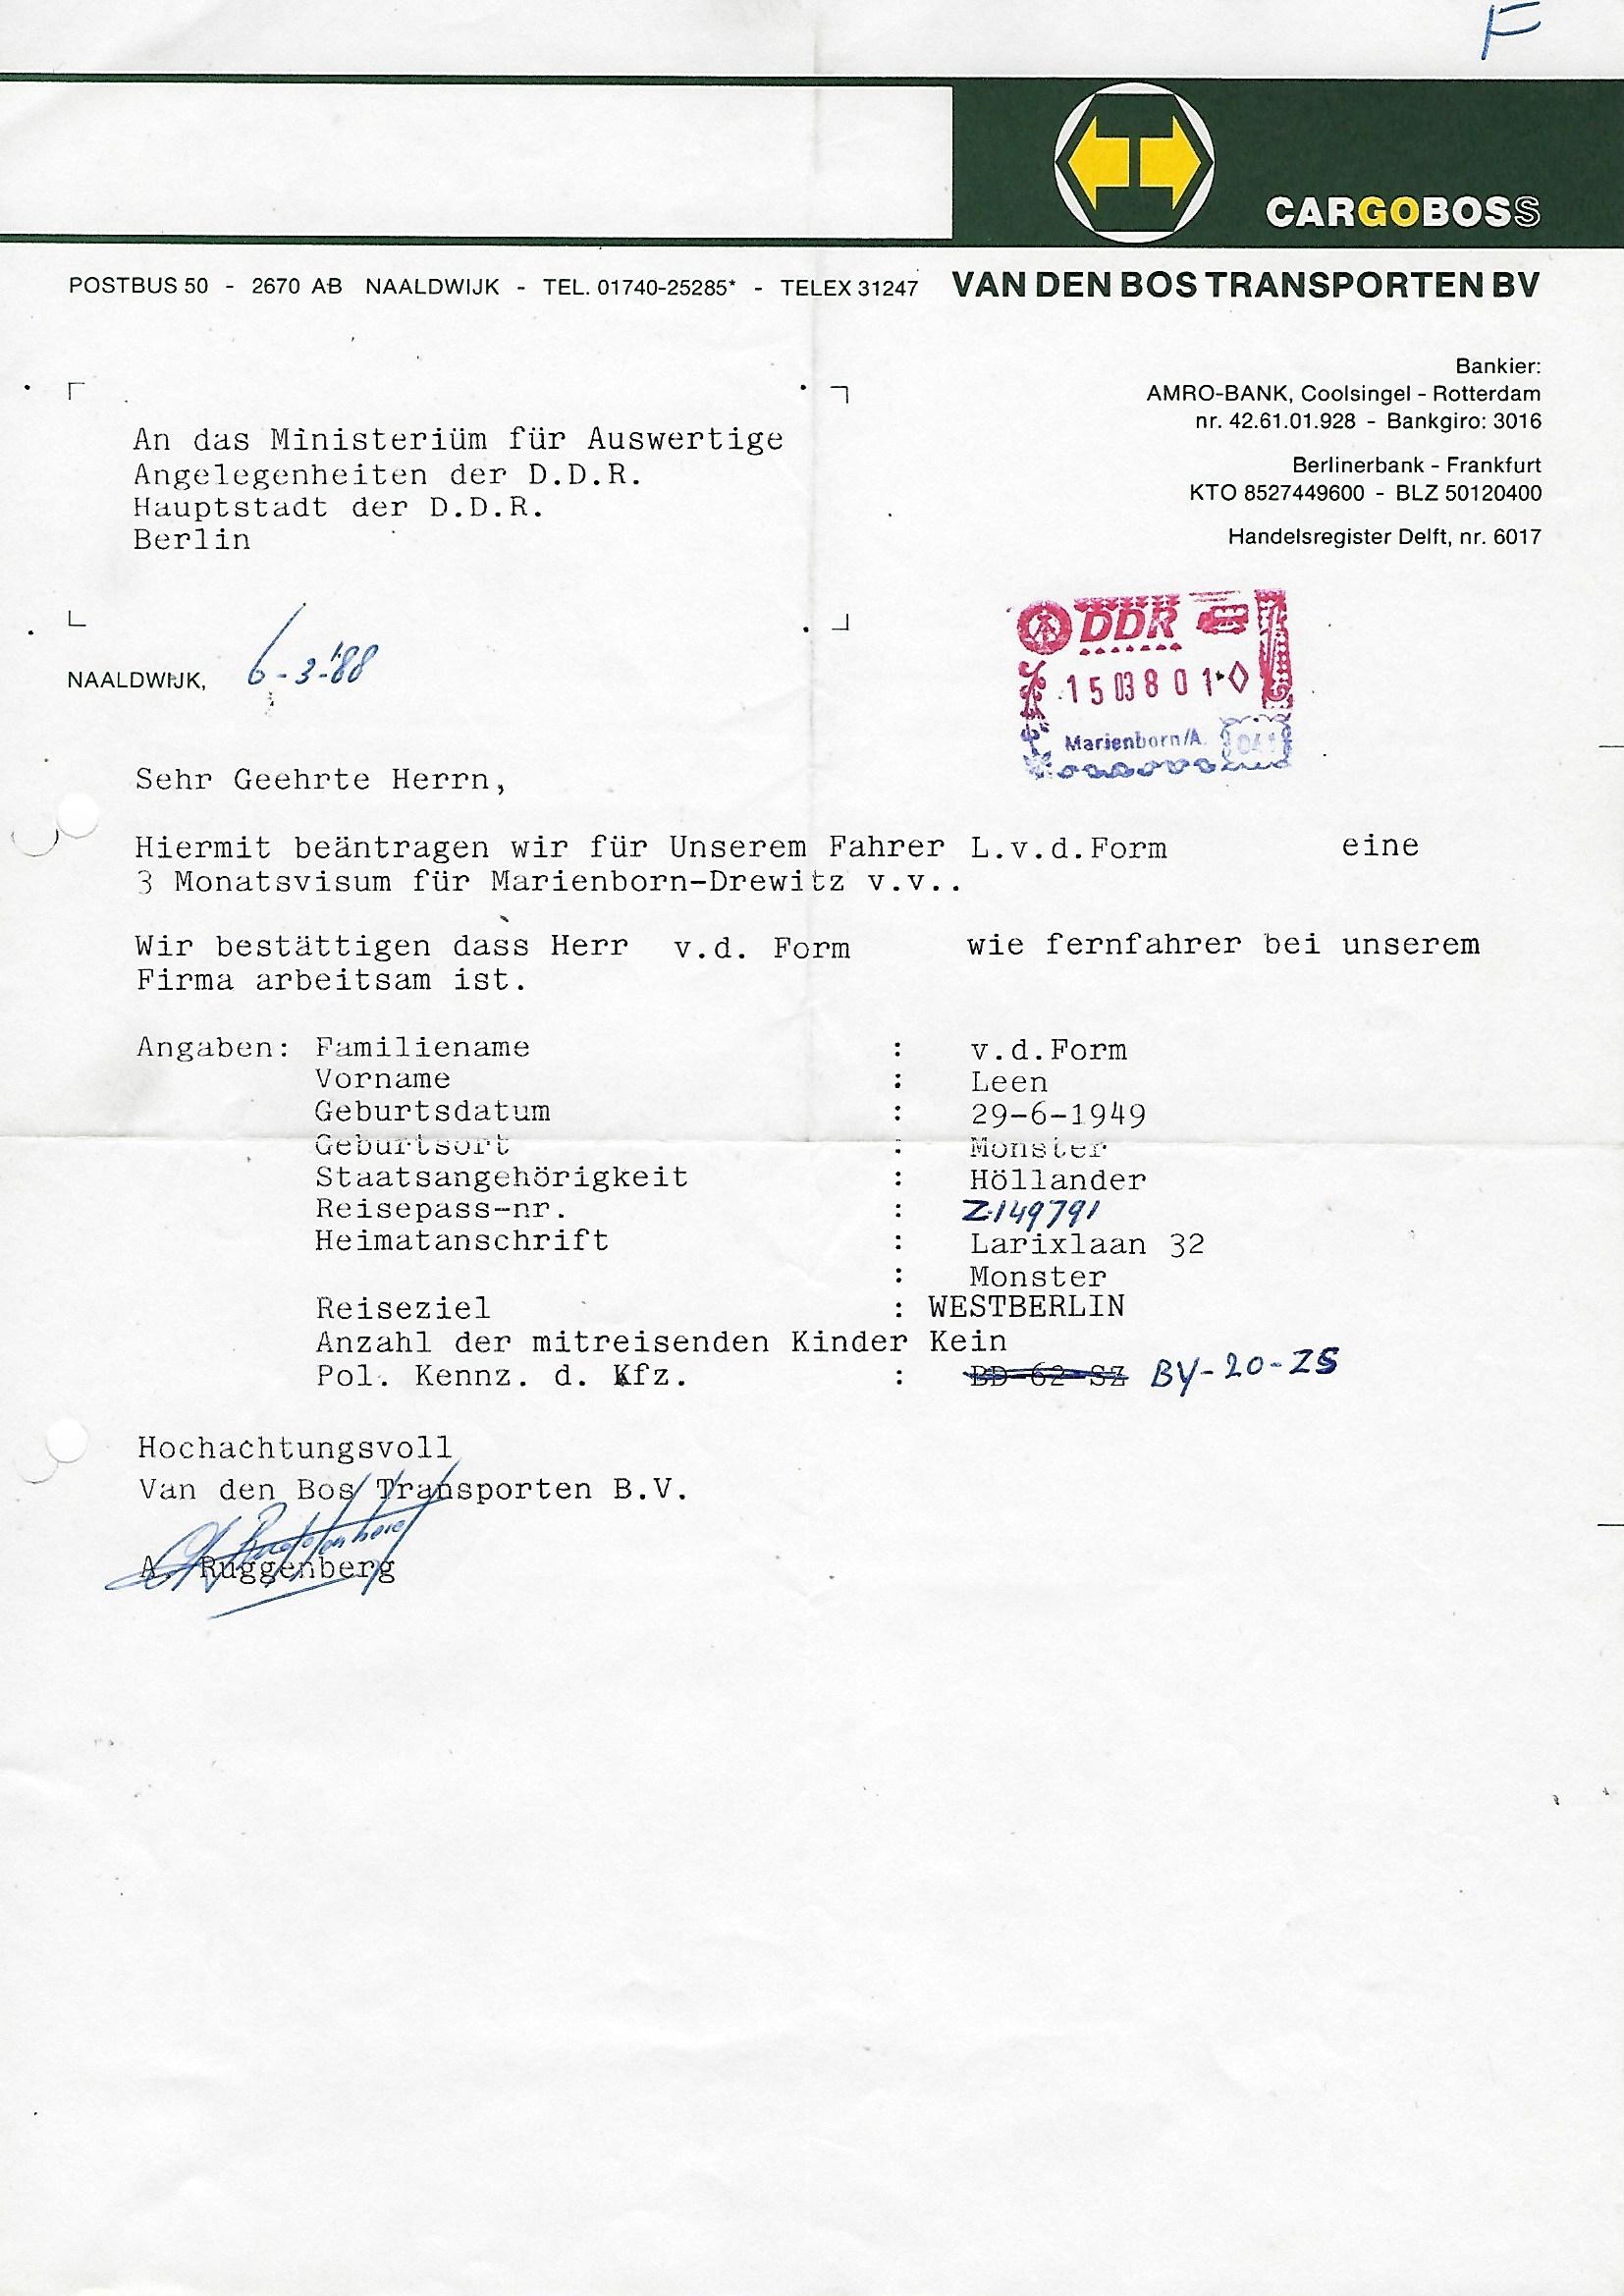 F
CARGOBOSS
POSTBUS 50 - 2670 AB NAALDWIJK - TEL. 01740-25285* - TELEX 31247 VAN DEN BOS TRANSPORTEN BV
Bankier:
AMRO-BANK, Coolsingel - Rotterdam
nr. 42.61.01.928 - Bankgiro: 3016
Berlinerbank - Frankfurt
KTO 8527449600 - BLZ 50120400
Handelsregister Delft, nr. 6017
An das Ministeriüm für Auswertige
Angelegenheiten der D.D.R.
Hauptstadt der D.D.R.
Berlin
NAALDWIJK, 6-3-'88
DDR
15 03 8 0 1
Marienborn/A.
Sehr Geehrte Herrn,
Hiermit beäntragen wir für Unserem Fahrer L.v.d.Form eine
3 Monatsvisum für Marienborn-Drewitz v.v..
Wir bestättigen dass Herr v.d. Form wie fernfahrer bei unserem
Firma arbeitsam ist.
Angaben: Familiename : v.d.Form
Vorname : Leen
Geburtsdatum : 29-6-1949
Geburtsort : Monster
Staatsangehörigkeit : Höllander
Reisepass-nr. : Z149791
Heimatanschrift : Larixlaan 32
: Monster
Reiseziel : WESTBERLIN
Anzahl der mitreisenden Kinder Kein
Pol. Kennz. d. Kfz. : BD-62-SZ BY-20-ZS
Hochachtungsvoll
Van den Bos Transporten B.V.
A. Ruggenberg